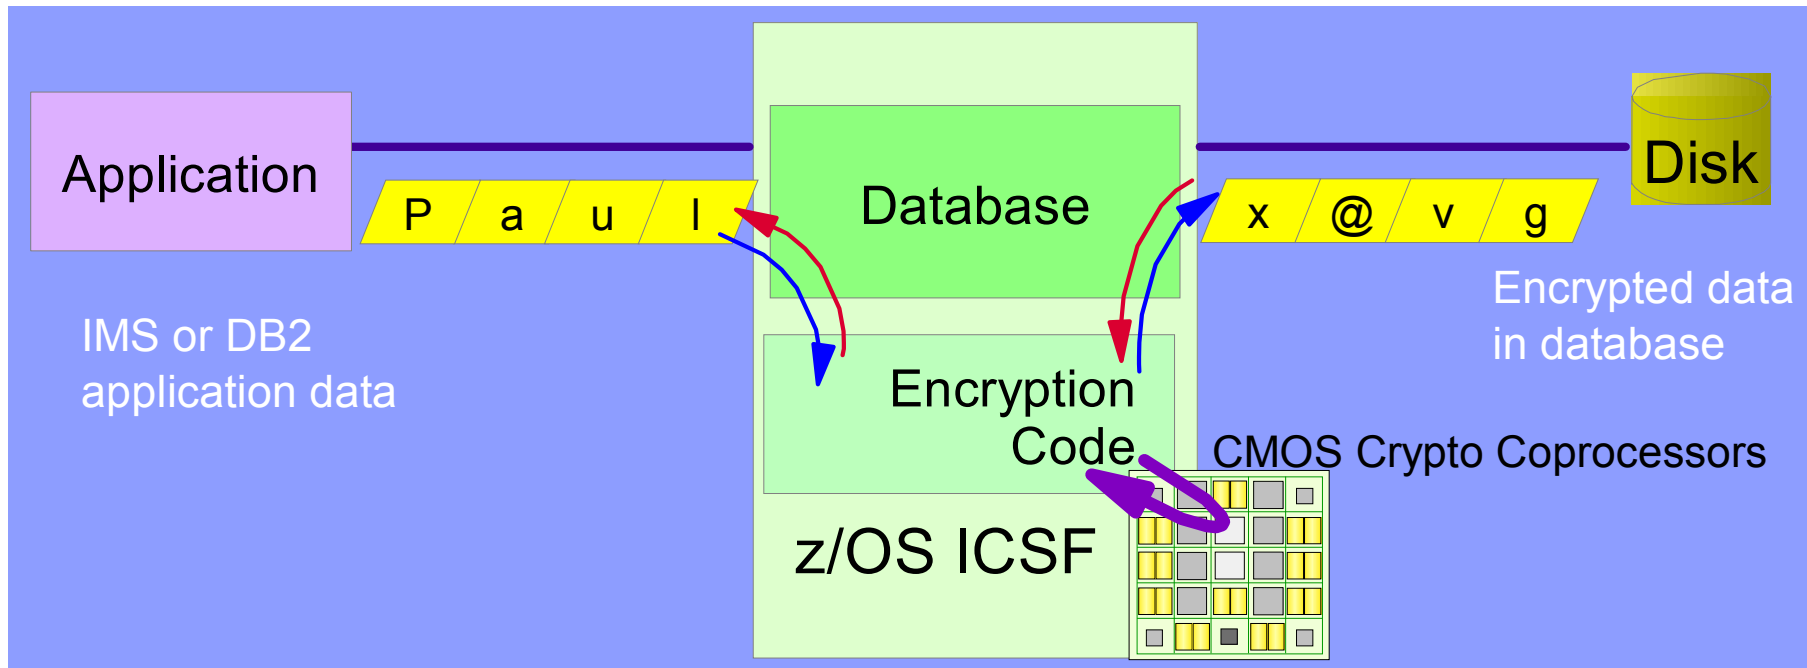 Application
P a u l
IMS or DB2
application data
Database
Encryption
Code
z/OS ICSF
x @ v g
Disk
Encrypted data
in database
CMOS Crypto Coprocessors